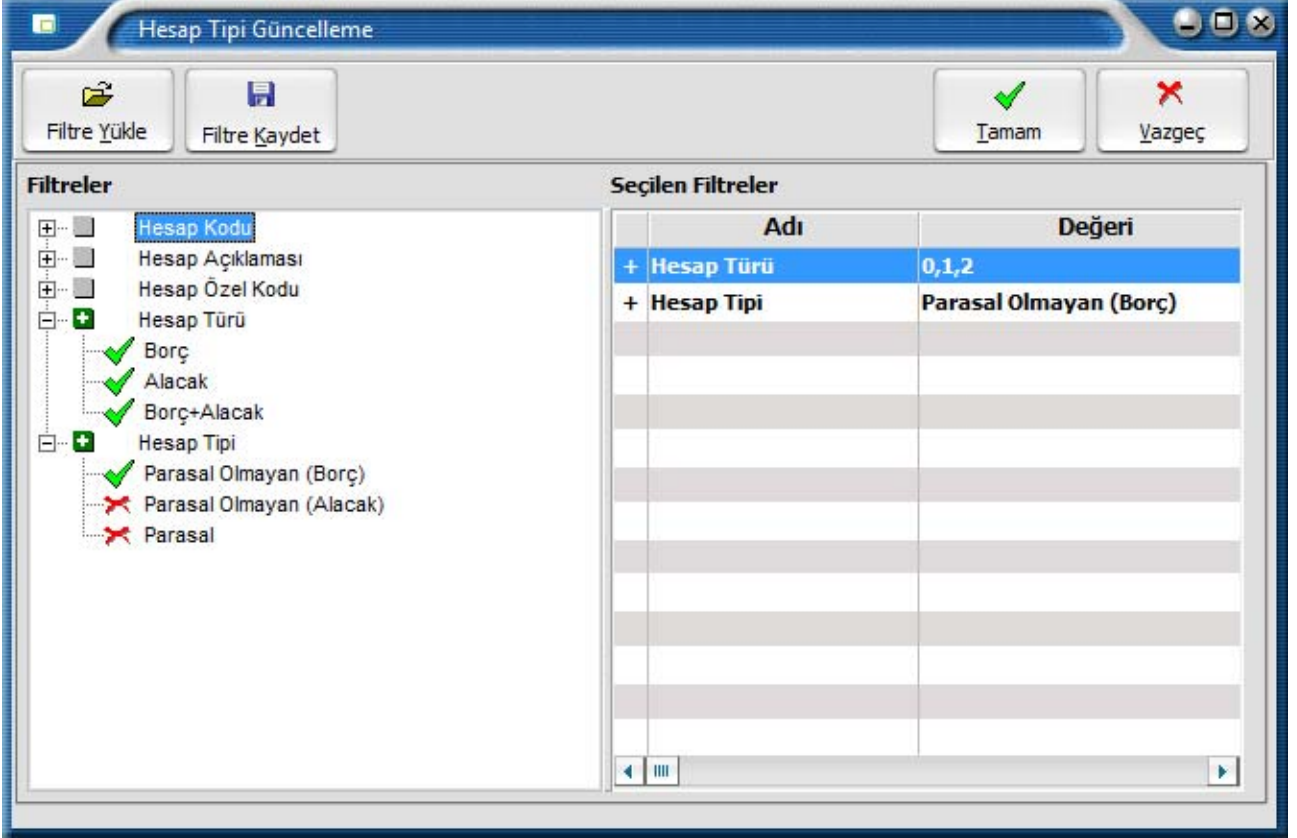 Hesap Tipi Güncelleme
Filtre Yükle
Filtre Kaydet
Tamam
Vazgeç
Filtreler
Hesap Kodu
Hesap Açıklaması
Hesap Özel Kodu
Hesap Türü
Borç
Alacak
Borç+Alacak
Hesap Tipi
Parasal Olmayan (Borç)
Parasal Olmayan (Alacak)
Parasal
Seçilen Filtreler
Adı Değeri
+ Hesap Türü 0,1,2
+ Hesap Tipi Parasal Olmayan (Borç)